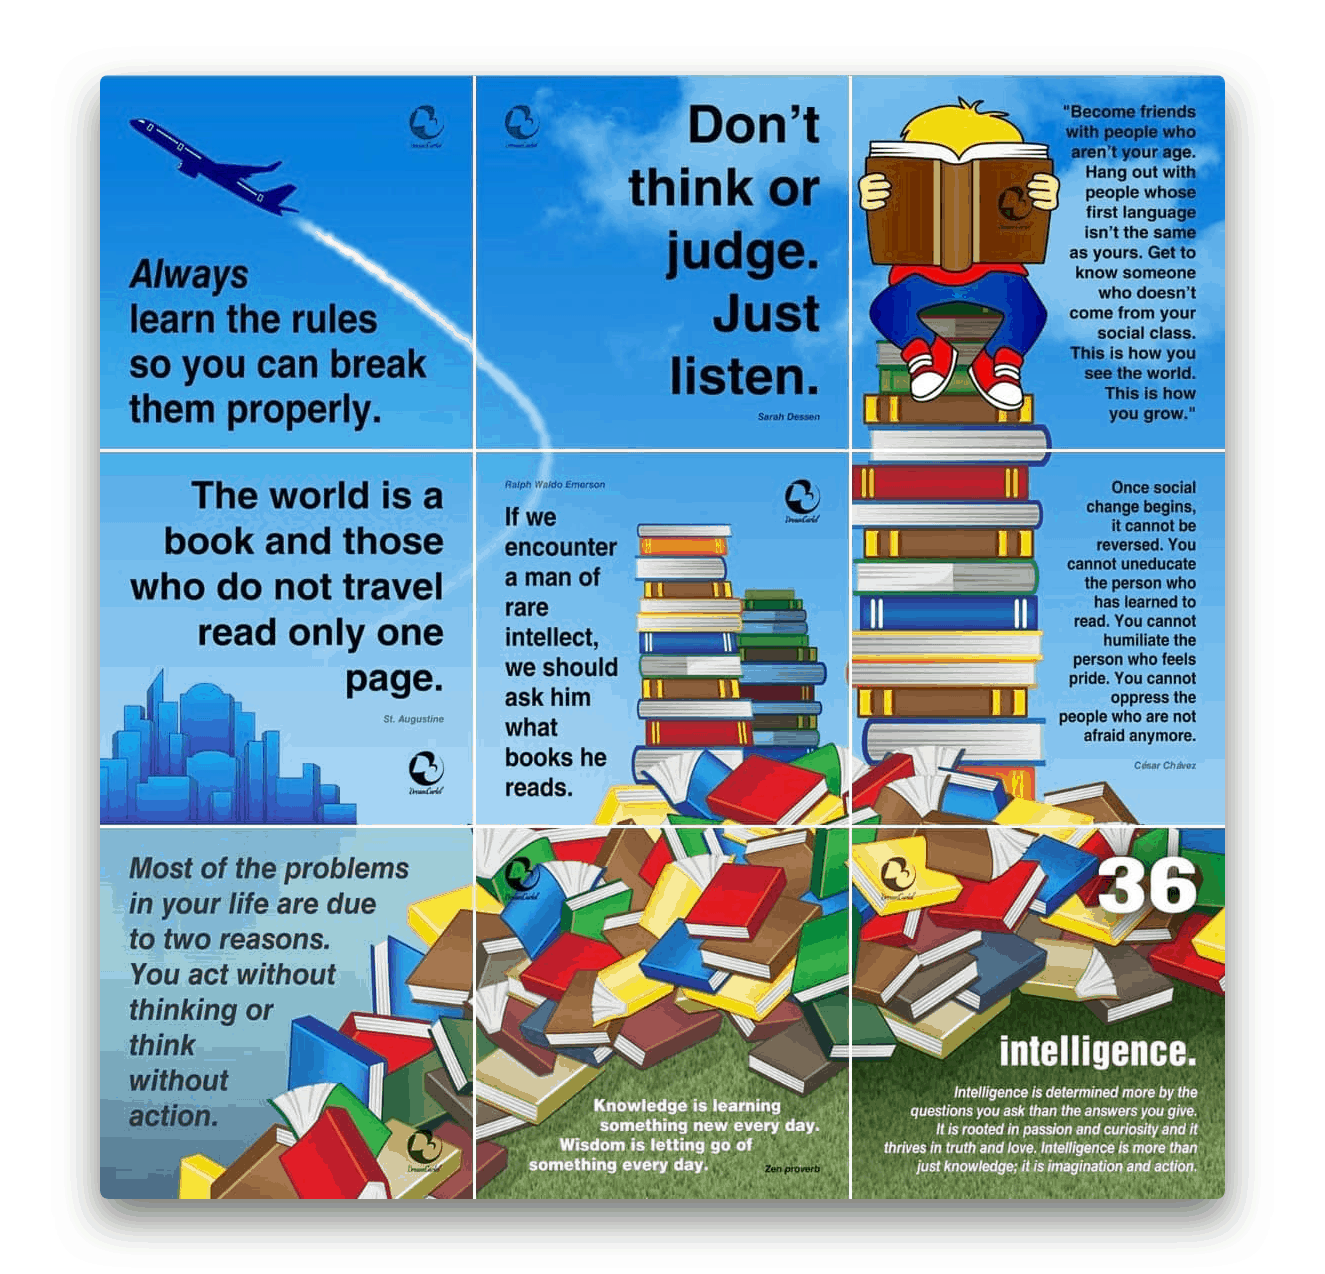 Always
learn the rules
so you can break
them properly.
Don't
think or
judge.
Just
listen.
Sarah Dessen
"Become friends
with people who
aren't your age.
Hang out with
people whose
first language
isn't the same
as yours. Get to
know someone
who doesn't
come from your
social class.
This is how you
see the world.
This is how
you grow."
The world is a
book and those
who do not travel
read only one
page.
St. Augustine
DreamCarlel
Ralph Waldo Emerson
If we
encounter
a man of
rare
intellect,
we should
ask him
what
books he
reads.
Once social
change begins,
it cannot be
reversed. You
cannot uneducate
the person who
has learned to
read. You cannot
humiliate the
person who feels
pride. You cannot
oppress the
people who are not
afraid anymore.
César Chávez
Most of the problems
in your life are due
to two reasons.
You act without
thinking or
think
without
action.
Knowledge is learning
something new every day.
Wisdom is letting go of
something every day.
Zen proverb
36
intelligence.
Intelligence is determined more by the
questions you ask than the answers you give.
It is rooted in passion and curiosity and it
thrives in truth and love. Intelligence is more than
just knowledge; it is imagination and action.